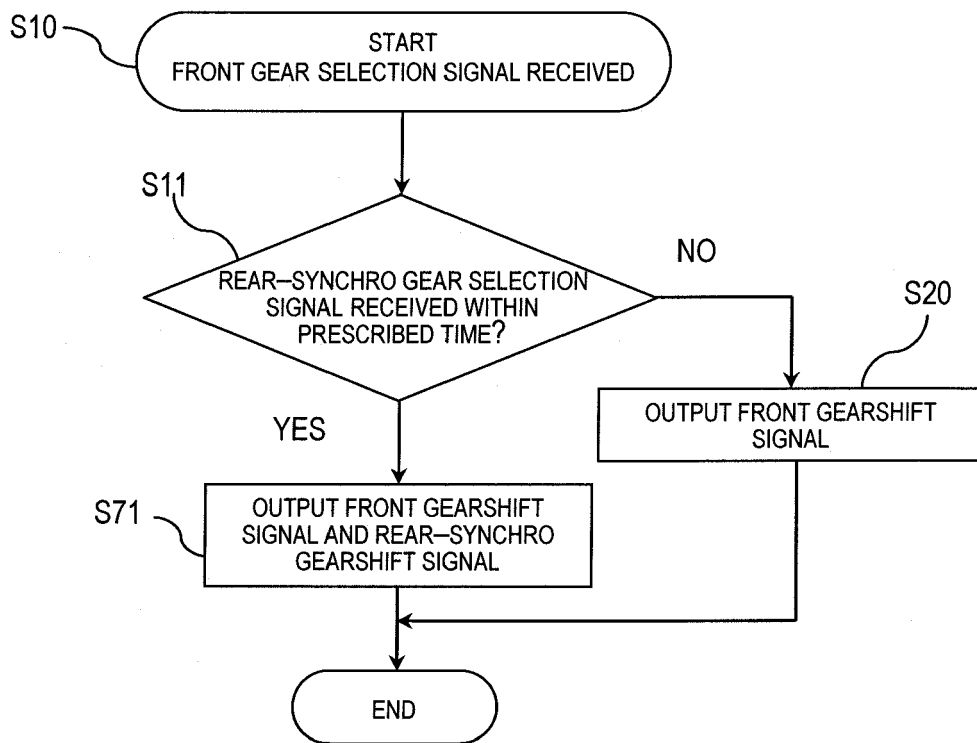 S10
START
FRONT GEAR SELECTION SIGNAL RECEIVED
S11
REAR–SYNCHRO GEAR SELECTION
SIGNAL RECEIVED WITHIN
PRESCRIBED TIME?
NO
S20
YES
OUTPUT FRONT GEARSHIFT
SIGNAL
S71
OUTPUT FRONT GEARSHIFT
SIGNAL AND REAR–SYNCHRO
GEARSHIFT SIGNAL
END